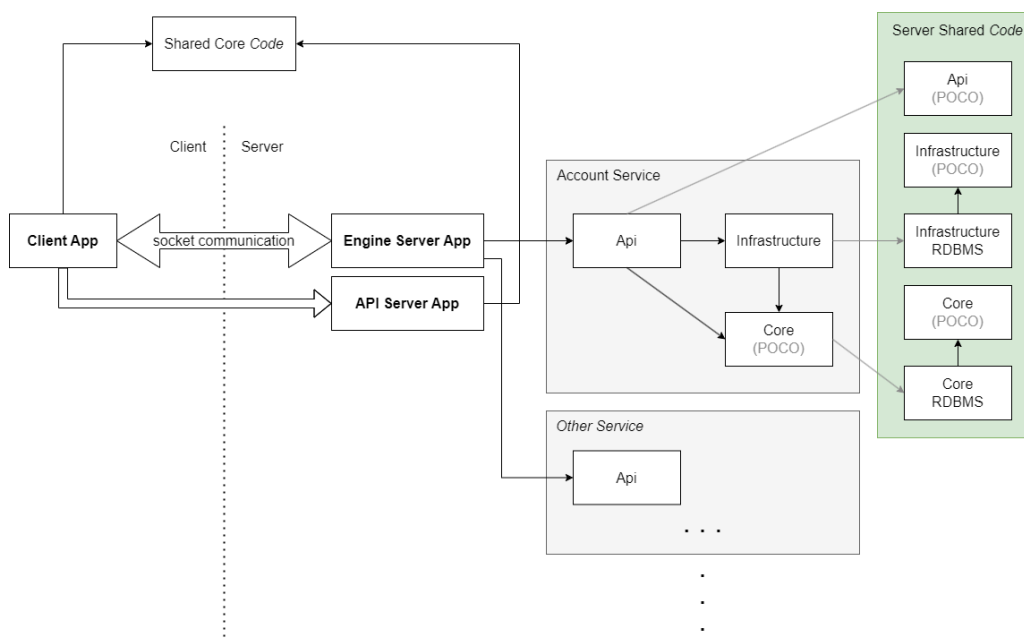 Shared Core Code
Server Shared Code
Api
(POCO)
Infrastructure
(POCO)
Infrastructure
RDBMS
Core
(POCO)
Core
RDBMS
Client
Server
Client App
socket communication
Engine Server App
API Server App
Account Service
Api
Infrastructure
Core
(POCO)
Other Service
Api
. . .
.
.
.